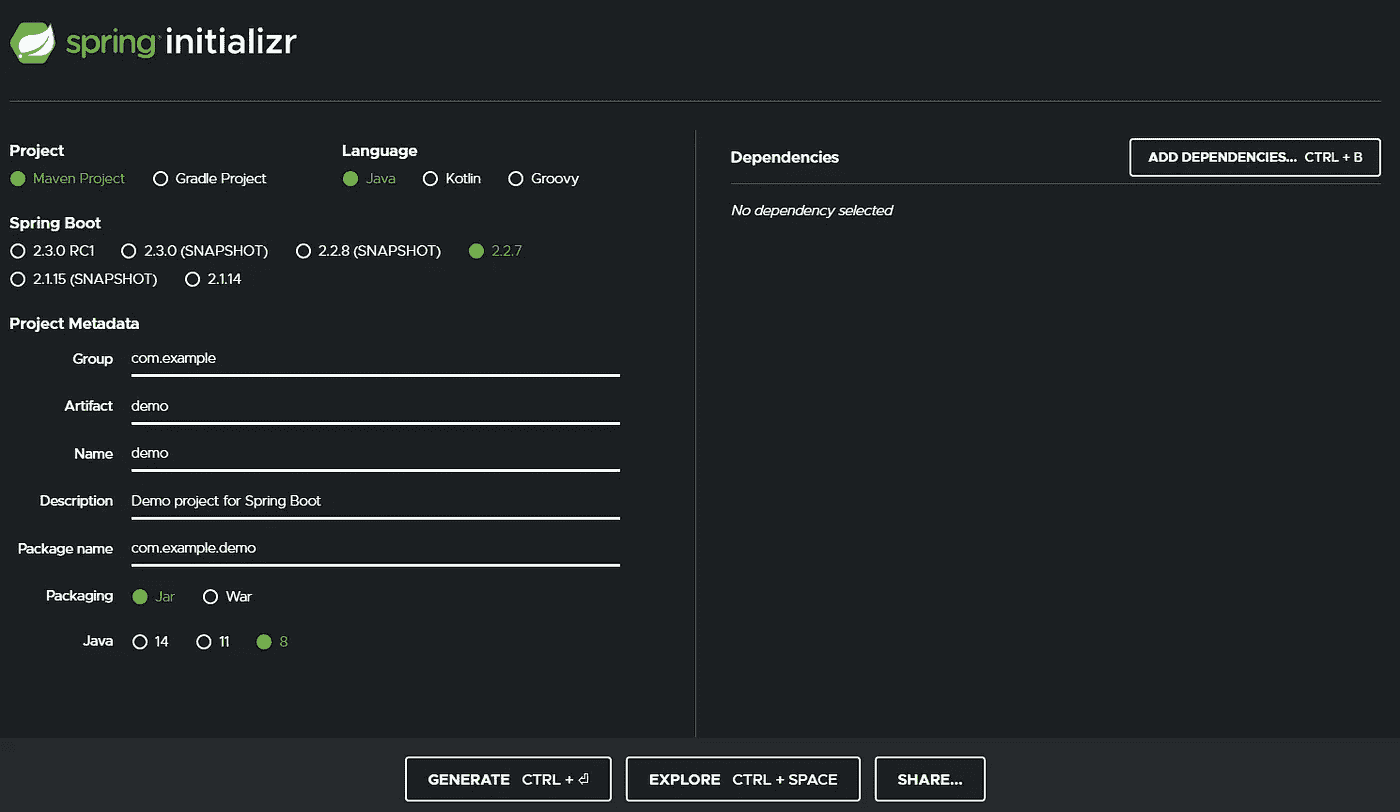 spring initializr
Project
Maven Project Gradle Project
Language
Java Kotlin Groovy
Spring Boot
2.3.0 RC1 2.3.0 (SNAPSHOT) 2.2.8 (SNAPSHOT) 2.2.7
2.1.15 (SNAPSHOT) 2.1.14
Project Metadata
Group com.example
Artifact demo
Name demo
Description Demo project for Spring Boot
Package name com.example.demo
Packaging Jar War
Java 14 11 8
Dependencies
ADD DEPENDENCIES... CTRL + B
No dependency selected
GENERATE CTRL + ⏎
EXPLORE CTRL + SPACE
SHARE...